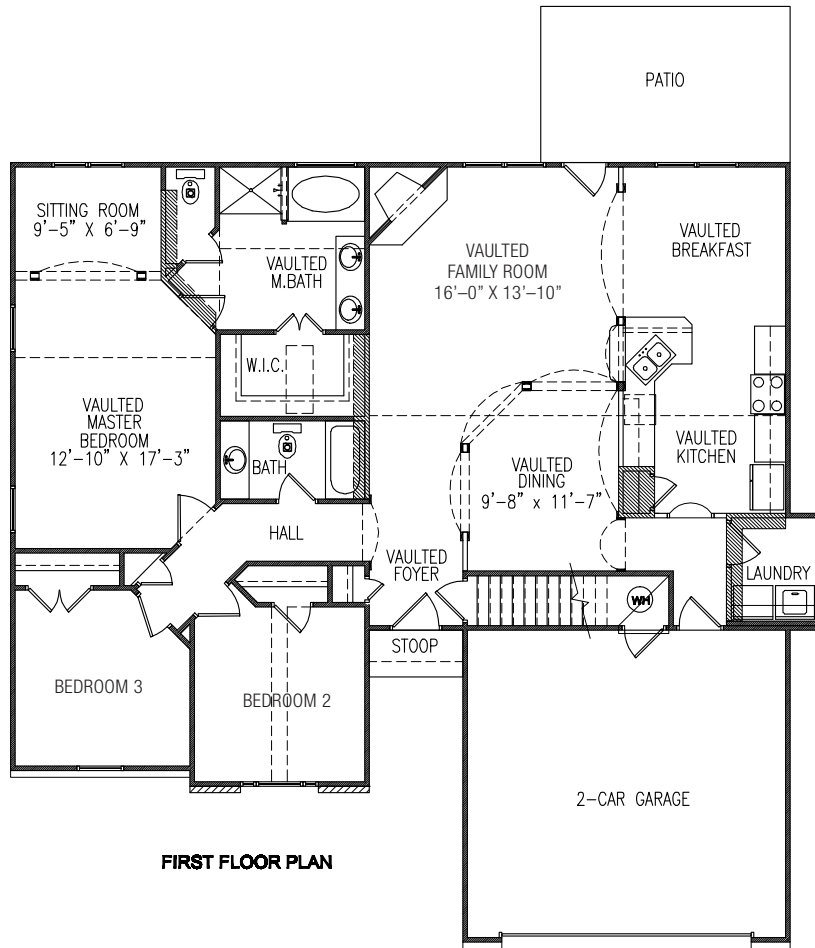 PATIO
SITTING ROOM
9'-5" X 6'-9"
VAULTED
M.BATH
VAULTED
FAMILY ROOM
16'-0" X 13'-10"
VAULTED
BREAKFAST
W.I.C.
VAULTED
MASTER
BEDROOM
12'-10" X 17'-3"
BATH
VAULTED
DINING
9'-8" x 11'-7"
VAULTED
KITCHEN
HALL
VAULTED
FOYER
WH
LAUNDRY
STOOP
BEDROOM 3
BEDROOM 2
2-CAR GARAGE
FIRST FLOOR PLAN